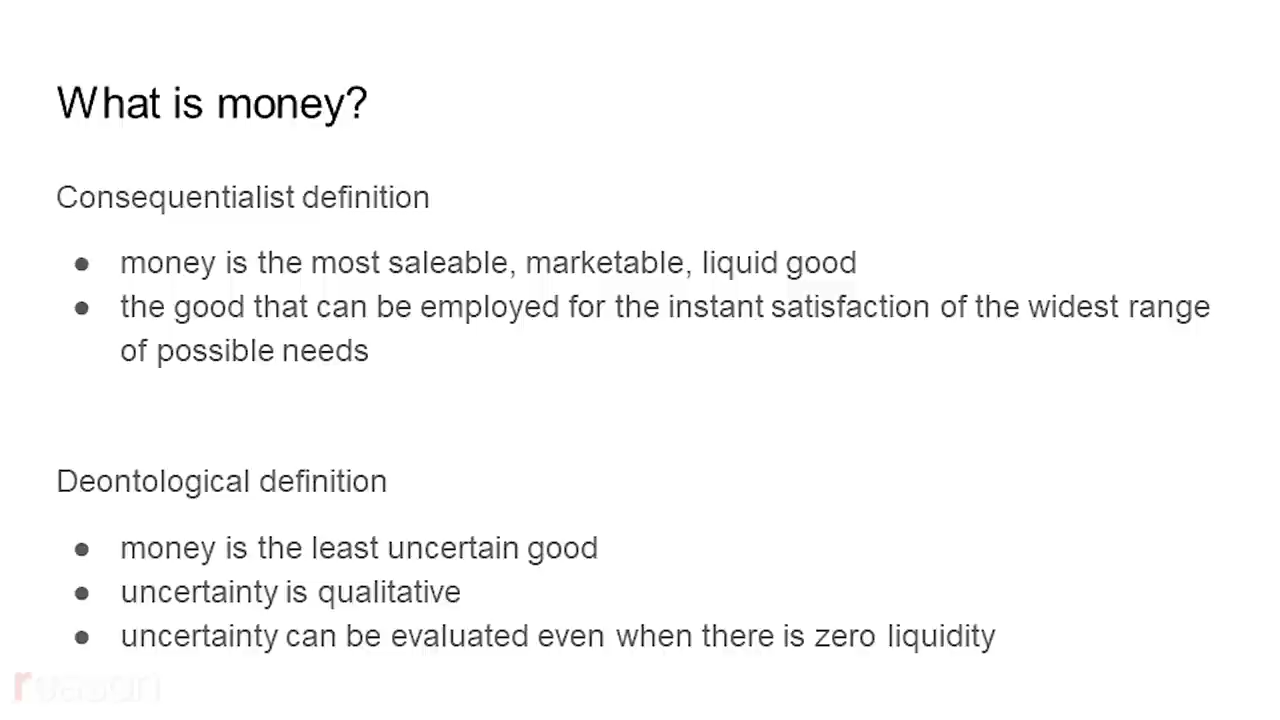 What is money?
Consequentialist definition
● money is the most saleable, marketable, liquid good
● the good that can be employed for the instant satisfaction of the widest range
of possible needs
Deontological definition
● money is the least uncertain good
● uncertainty is qualitative
● uncertainty can be evaluated even when there is zero liquidity